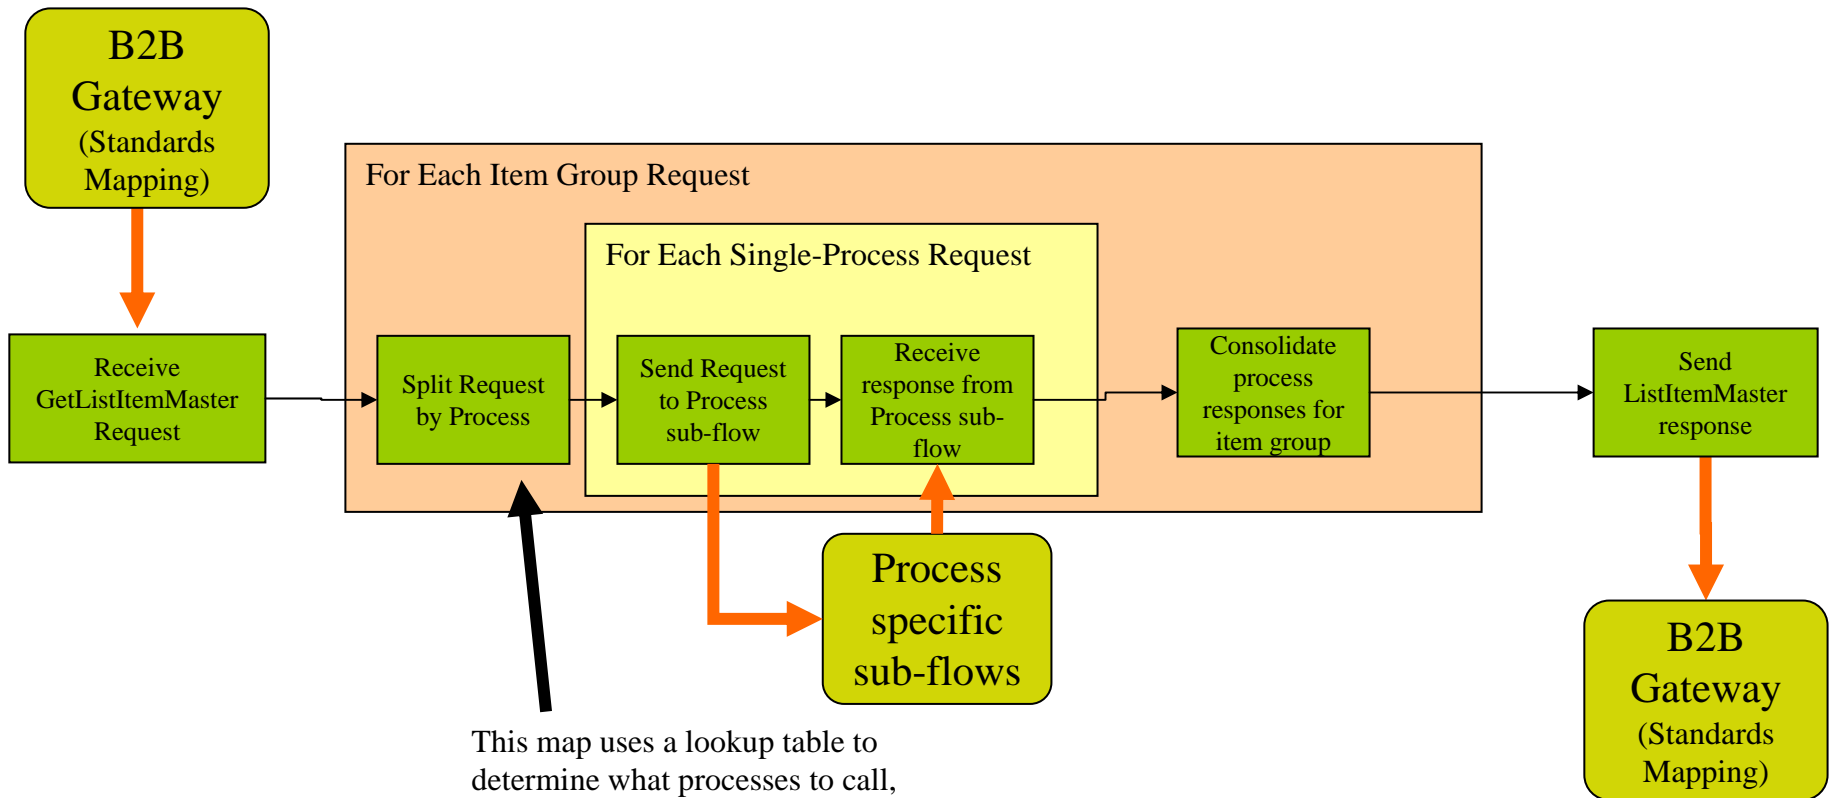 B2B
Gateway
(Standards
Mapping)
For Each Item Group Request
For Each Single-Process Request
Receive
GetListItemMaster
Request
Split Request
by Process
Send Request
to Process
sub-flow
Receive
response from
Process sub-
flow
Consolidate
process
responses for
item group
Send
ListItemMaster
response
Process
specific
sub-flows
B2B
Gateway
(Standards
Mapping)
This map uses a lookup table to
determine what processes to call,